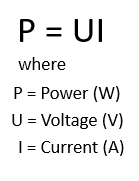 P = UI
where
P = Power (W)
U = Voltage (V)
I = Current (A)